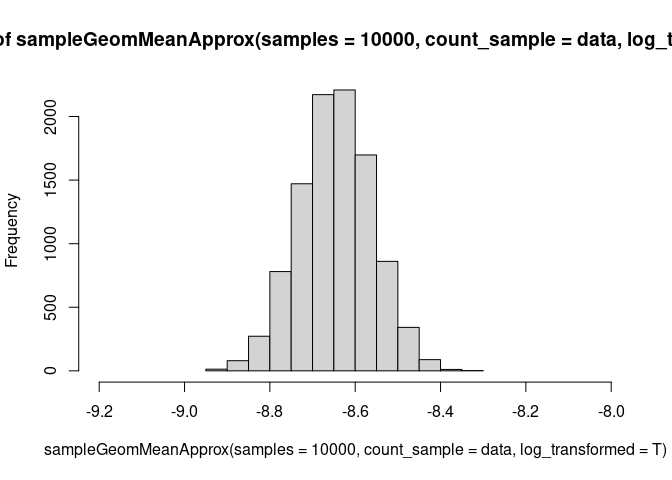 of sampleGeomMeanApprox(samples = 10000, count_sample = data, log_t
Frequency
2000
1500
1000
500
0
-9.2 -9.0 -8.8 -8.6 -8.4 -8.2 -8.0
sampleGeomMeanApprox(samples = 10000, count_sample = data, log_transformed = T)